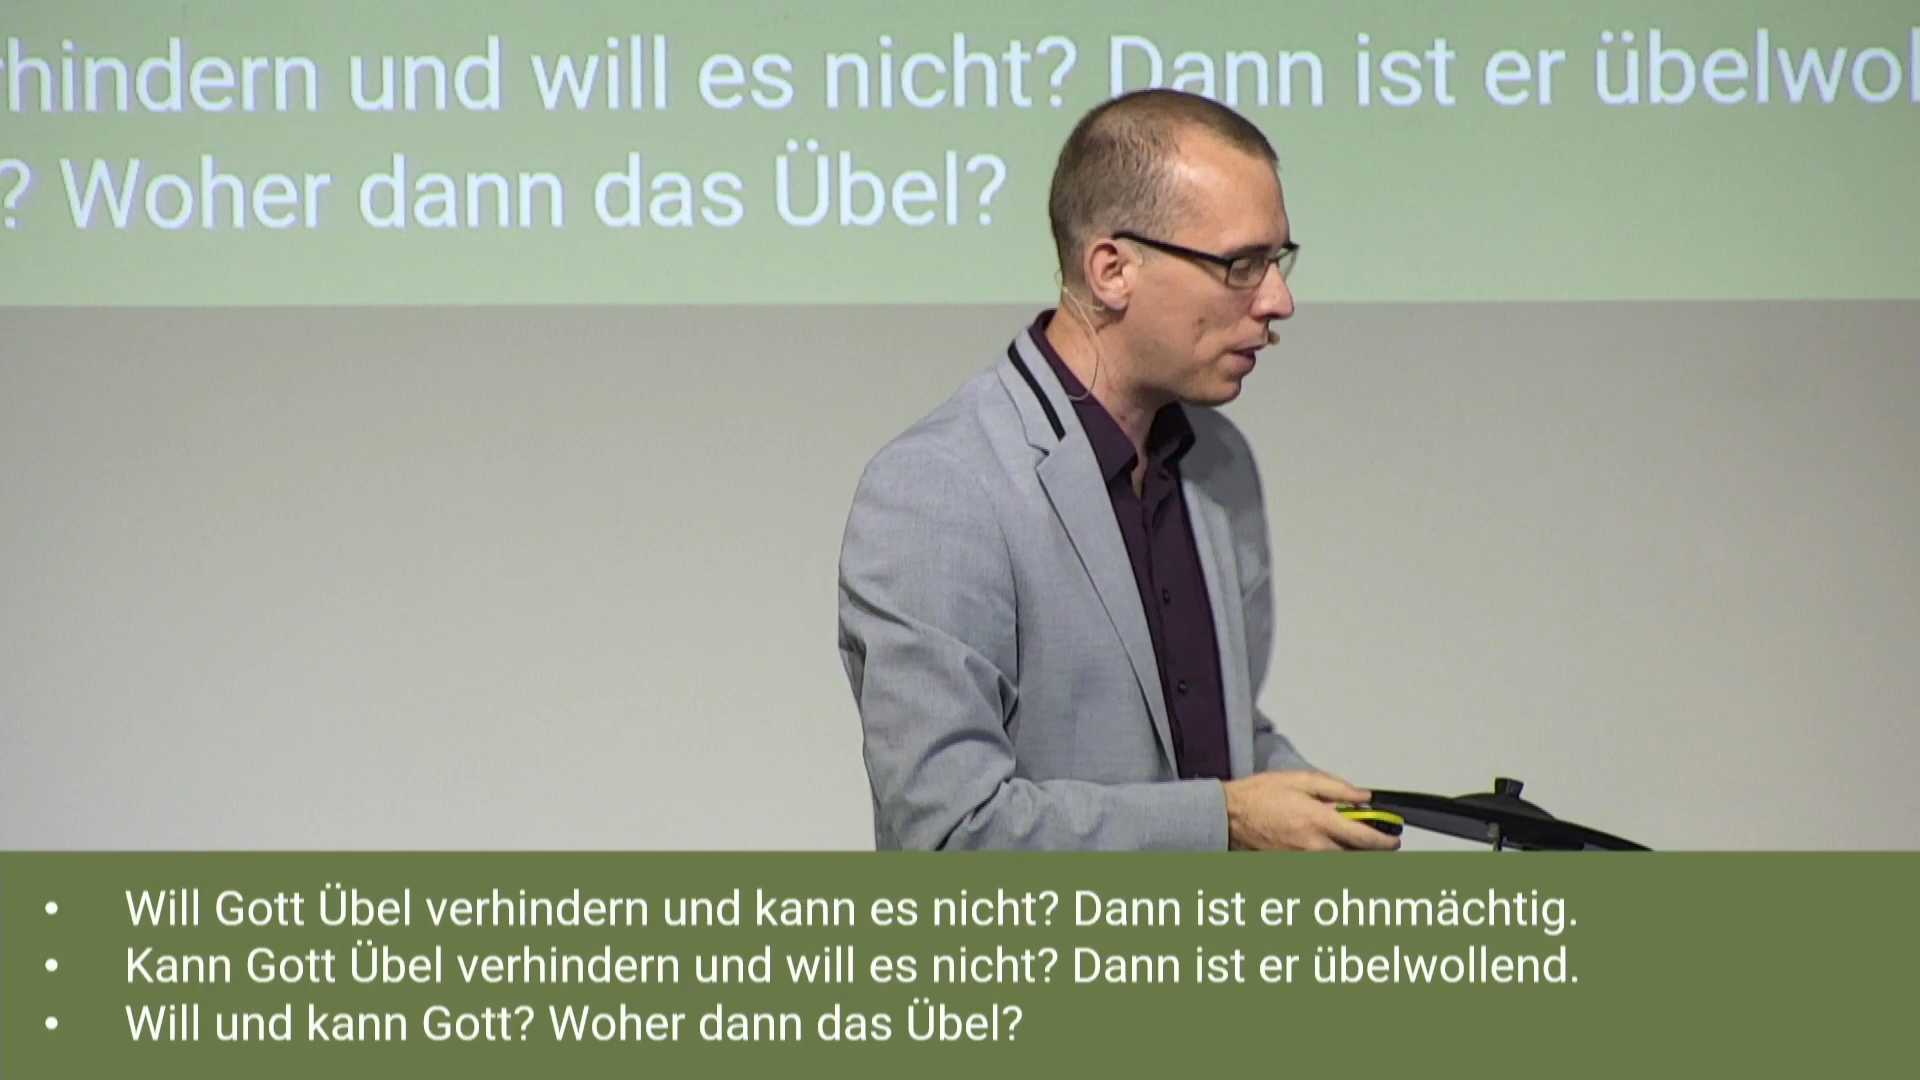 hindern und will es nicht? Dann ist er
? Woher dann das Übel?
• Will Gott Übel verhindern und kann es nicht? Dann ist er ohnmächtig.
• Kann Gott Übel verhindern und will es nicht? Dann ist er übelwollend.
• Will und kann Gott? Woher dann das Übel?